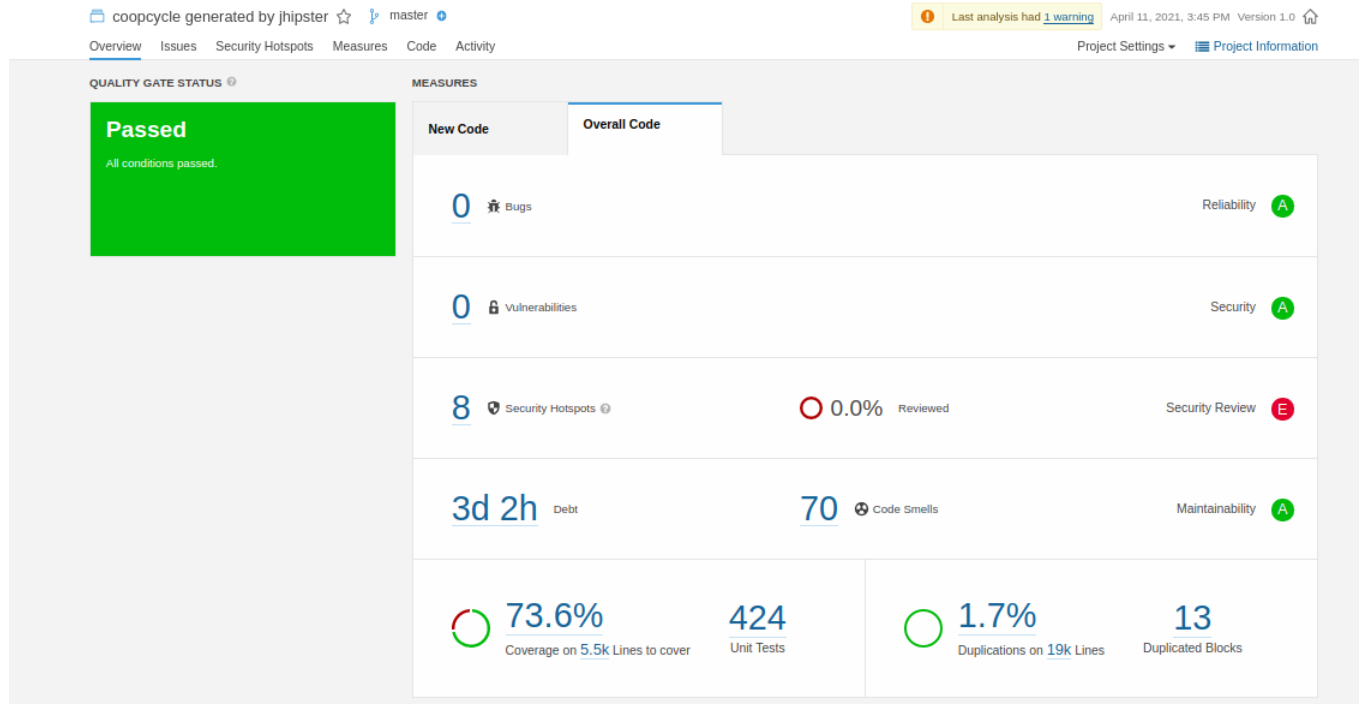 coopcycle generated by jhipster master
Last analysis had 1 warning April 11, 2021, 3:45 PM Version 1.0
Overview Issues Security Hotspots Measures Code Activity
Project Settings Project Information
QUALITY GATE STATUS
Passed
All conditions passed.
MEASURES
New Code
Overall Code
0 Bugs
Reliability A
0 Vulnerabilities
Security A
8 Security Hotspots
0.0% Reviewed
Security Review E
3d 2h Debt
70 Code Smells
Maintainability A
73.6%
Coverage on 5.5k Lines to cover
424
Unit Tests
1.7%
Duplications on 19k Lines
13
Duplicated Blocks